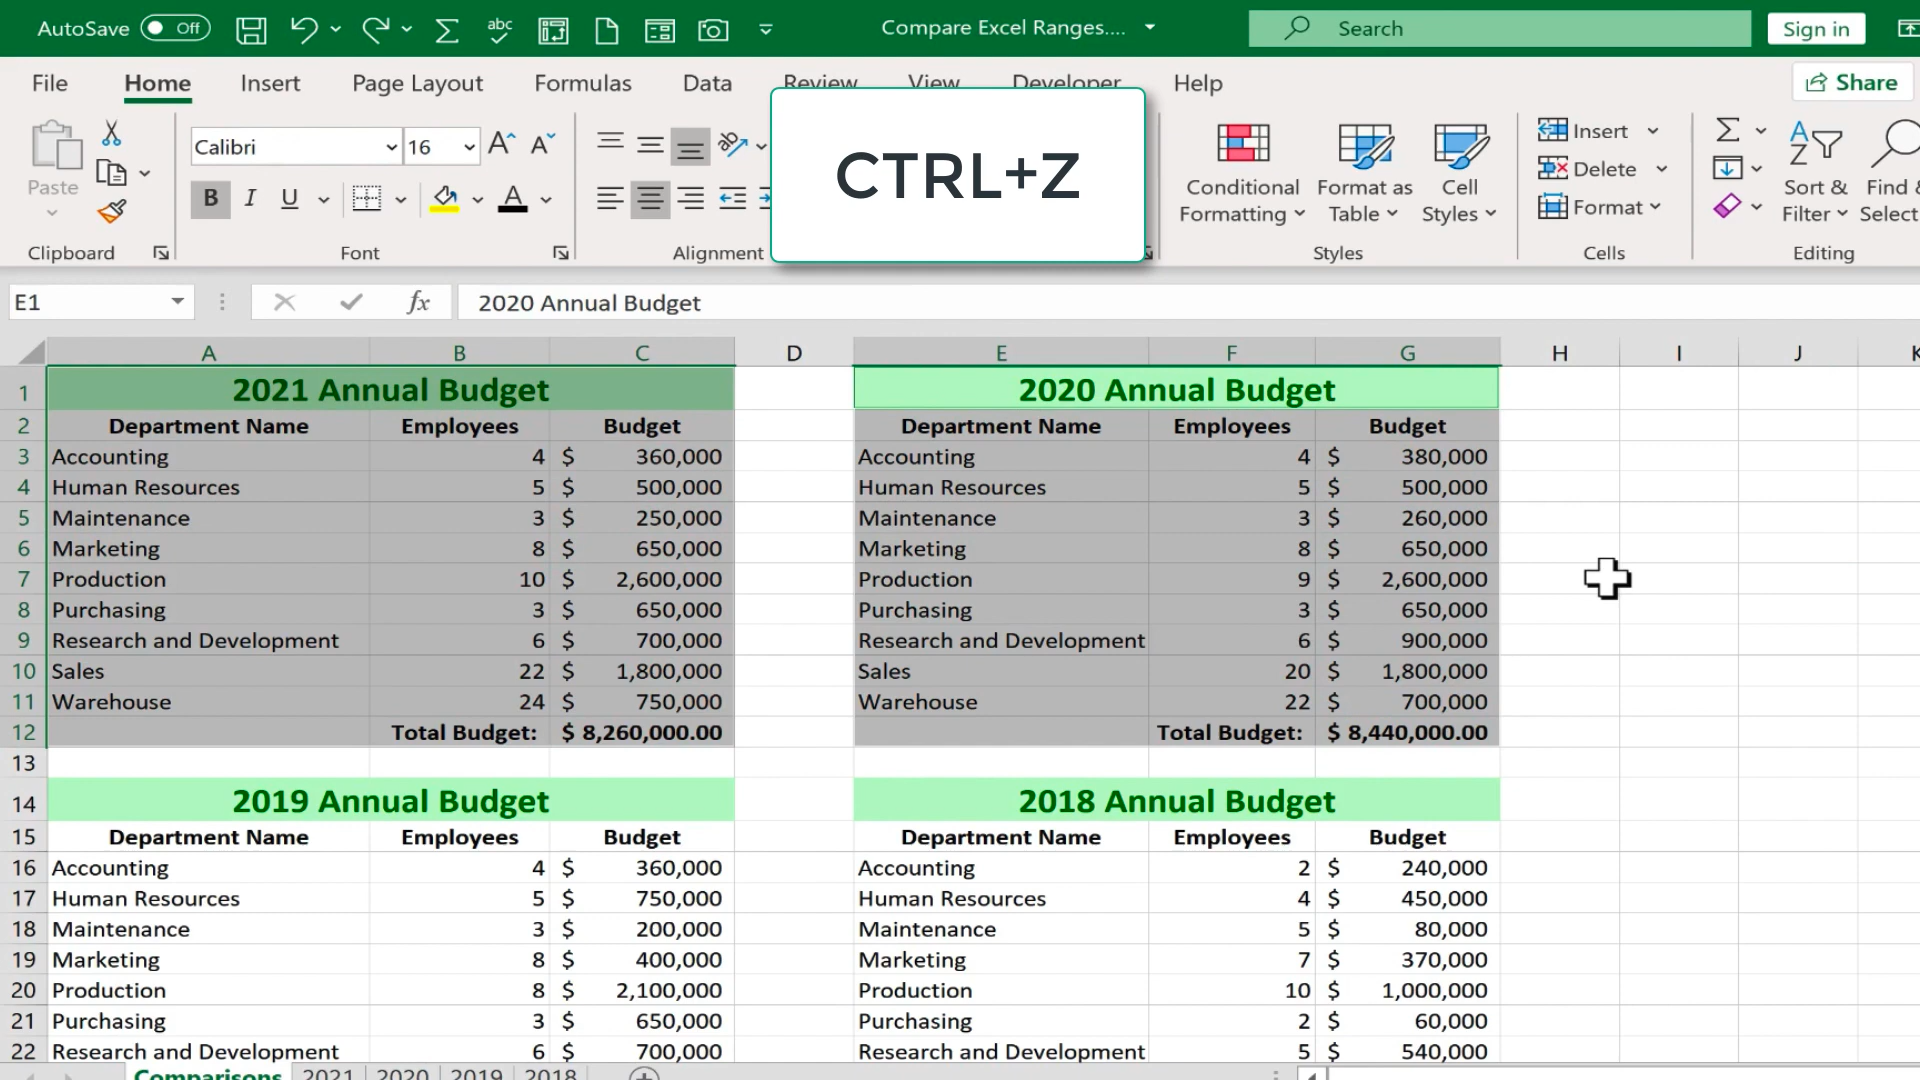 AutoSave Off
Compare Excel Ranges....
Search
Sign in
File Home Insert Page Layout Formulas Data Review View Developer Help
Share
CTRL+Z
Paste
Clipboard
Calibri 16
B I U
Font
Alignment
Conditional Formatting
Format as Table
Cell Styles
Styles
Insert
Delete
Format
Cells
Sort & Filter
Find &
Select
Editing
E1 fx 2020 Annual Budget
A B C D E F G H I J K
1 2021 Annual Budget 2020 Annual Budget
2 Department Name Employees Budget Department Name Employees Budget
3 Accounting 4 $ 360,000 Accounting 4 $ 380,000
4 Human Resources 5 $ 500,000 Human Resources 5 $ 500,000
5 Maintenance 3 $ 250,000 Maintenance 3 $ 260,000
6 Marketing 8 $ 650,000 Marketing 8 $ 650,000
7 Production 10 $ 2,600,000 Production 9 $ 2,600,000
8 Purchasing 3 $ 650,000 Purchasing 3 $ 650,000
9 Research and Development 6 $ 700,000 Research and Development 6 $ 900,000
10 Sales 22 $ 1,800,000 Sales 20 $ 1,800,000
11 Warehouse 24 $ 750,000 Warehouse 22 $ 700,000
12 Total Budget: $ 8,260,000.00 Total Budget: $ 8,440,000.00
13
14 2019 Annual Budget 2018 Annual Budget
15 Department Name Employees Budget Department Name Employees Budget
16 Accounting 4 $ 360,000 Accounting 2 $ 240,000
17 Human Resources 5 $ 750,000 Human Resources 4 $ 450,000
18 Maintenance 3 $ 200,000 Maintenance 5 $ 80,000
19 Marketing 8 $ 400,000 Marketing 7 $ 370,000
20 Production 8 $ 2,100,000 Production 10 $ 1,000,000
21 Purchasing 3 $ 650,000 Purchasing 2 $ 60,000
22 Research and Development 6 $ 700,000 Research and Development 5 $ 540,000
Comparisons 2021 2020 2019 2018